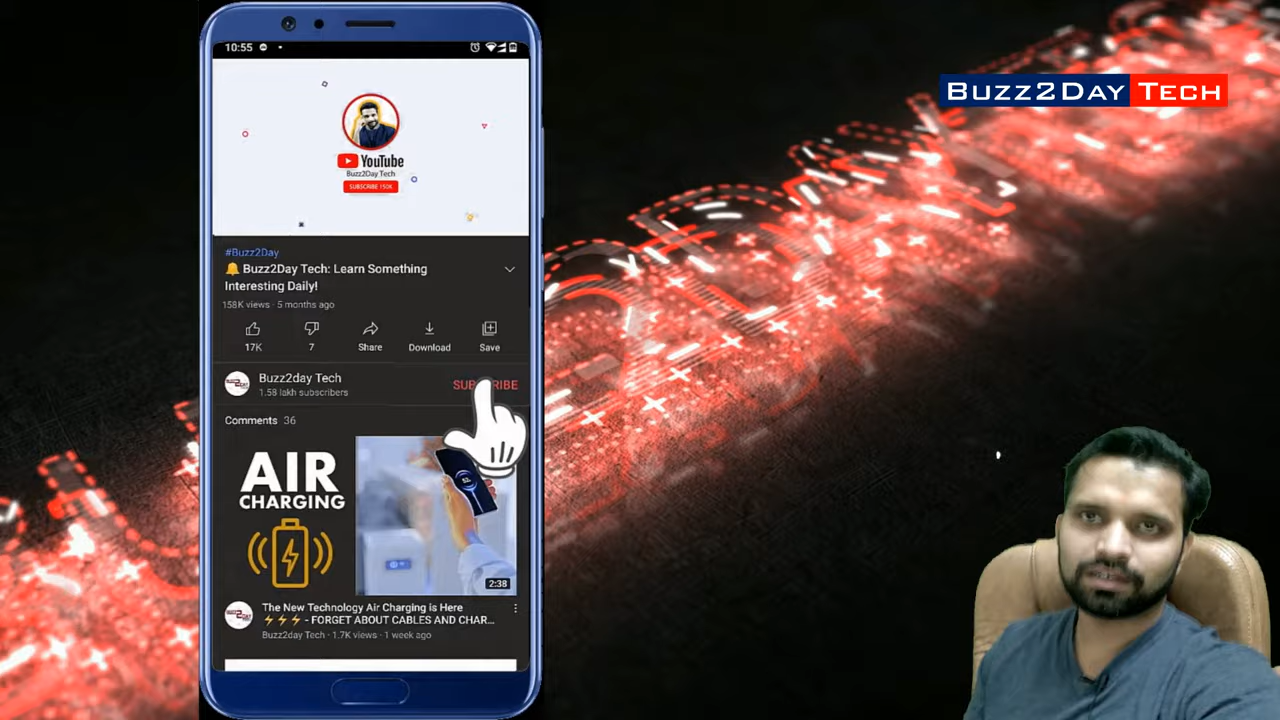 10:55
Buzz2Day Tech
YouTube
Buzz2Day Tech
SUBSCRIBE 150K
#Buzz2Day
Buzz2Day Tech: Learn Something
Interesting Daily!
158K views · 5 months ago
17K
7
Share
Download
Save
Buzz2day Tech
SUBSCRIBE
1.58 lakh subscribers
Comments 36
AIR
CHARGING
2:38
The New Technology Air Charging is Here
⚡⚡⚡ - FORGET ABOUT CABLES AND CHAR...
Buzz2day Tech · 1.7K views · 1 week ago